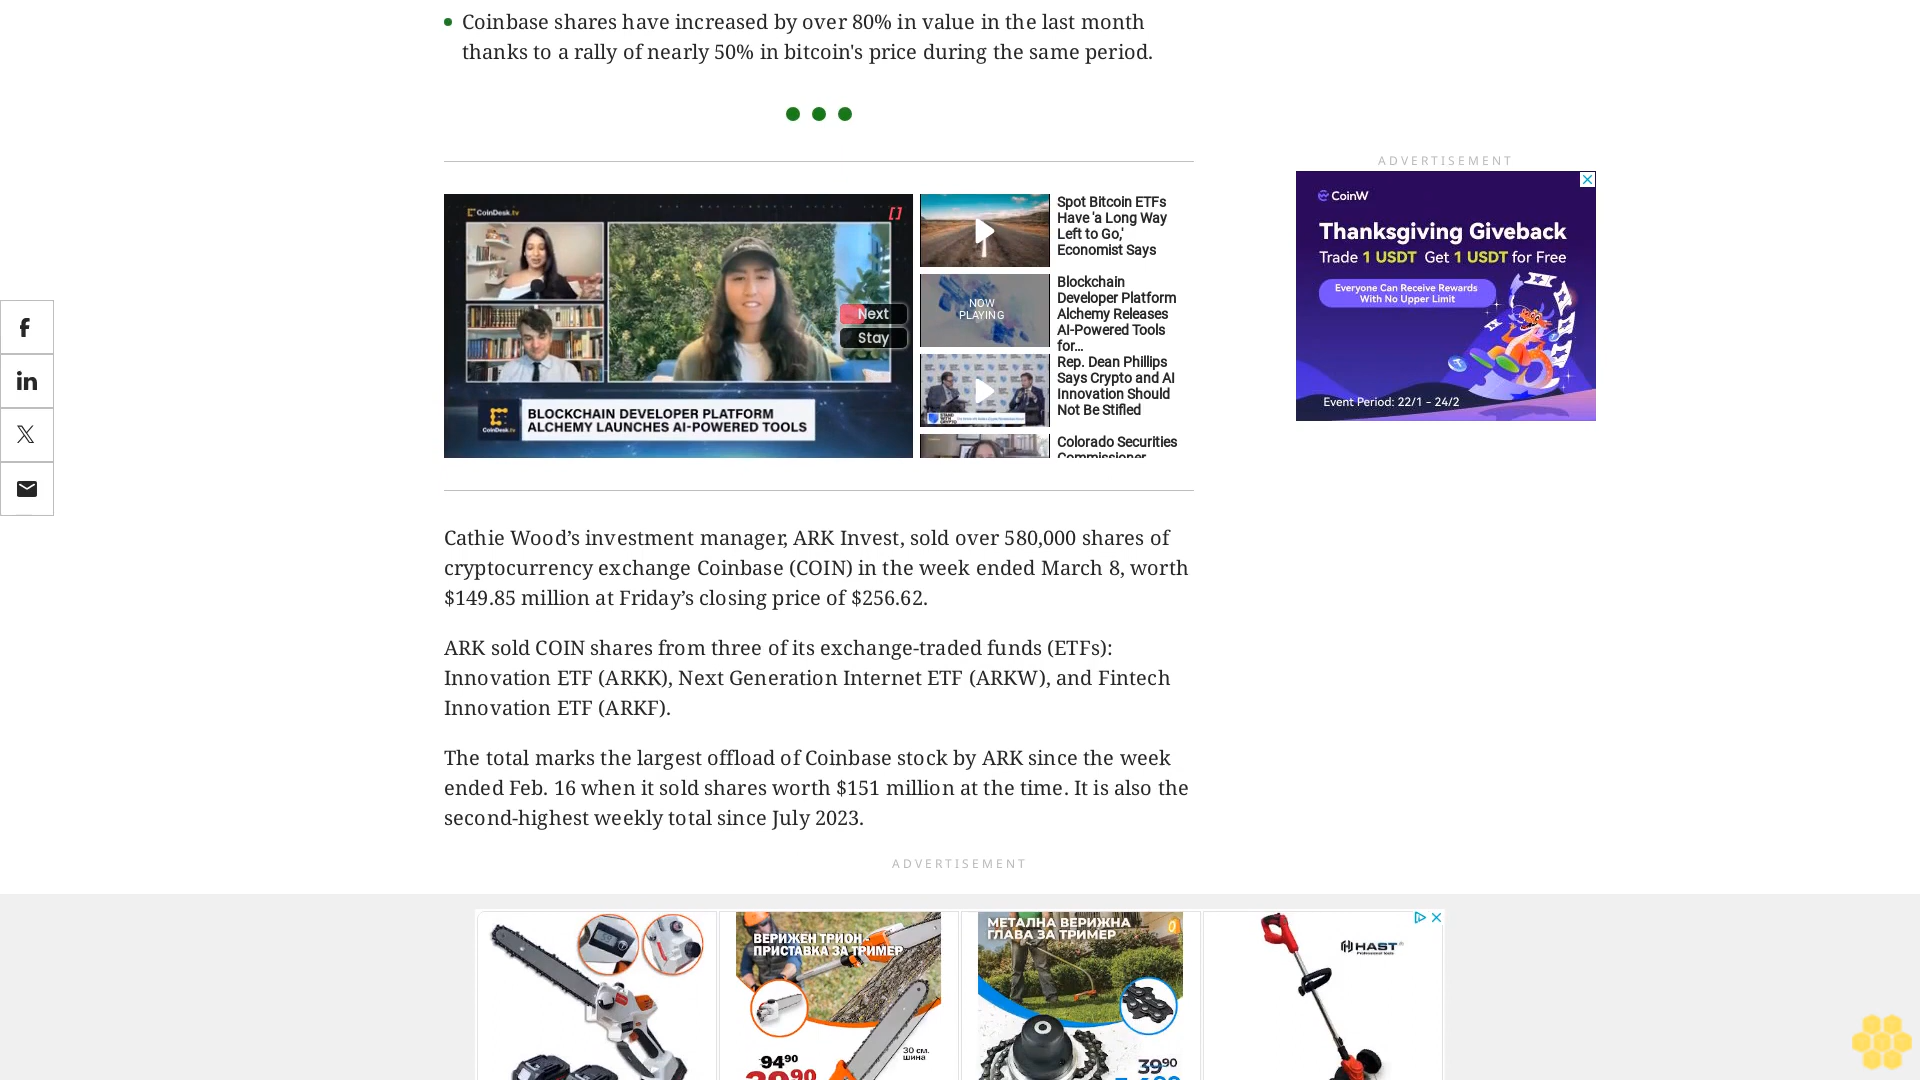 Coinbase shares have increased by over 80% in value in the last month
thanks to a rally of nearly 50% in bitcoin's price during the same period.
ADVERTISEMENT
CoinDesk.tv
Next
Stay
CoinDesk.tv
BLOCKCHAIN DEVELOPER PLATFORM
ALCHEMY LAUNCHES AI-POWERED TOOLS
Spot Bitcoin ETFs
Have 'a Long Way
Left to Go,'
Economist Says
NOW
PLAYING
Blockchain
Developer Platform
Alchemy Releases
AI-Powered Tools
for...
Rep. Dean Phillips
Says Crypto and AI
Innovation Should
Not Be Stifled
Colorado Securities
Commissioner
CoinW
Thanksgiving Giveback
Trade 1 USDT Get 1 USDT for Free
Everyone Can Receive Rewards
With No Upper Limit
Event Period: 22/1 - 24/2
Cathie Wood’s investment manager, ARK Invest, sold over 580,000 shares of
cryptocurrency exchange Coinbase (COIN) in the week ended March 8, worth
$149.85 million at Friday’s closing price of $256.62.
ARK sold COIN shares from three of its exchange-traded funds (ETFs):
Innovation ETF (ARKK), Next Generation Internet ETF (ARKW), and Fintech
Innovation ETF (ARKF).
The total marks the largest offload of Coinbase stock by ARK since the week
ended Feb. 16 when it sold shares worth $151 million at the time. It is also the
second-highest weekly total since July 2023.
ADVERTISEMENT
ВЕРИЖЕН ТРИОН -
ПРИСТАВКА ЗА ТРИМЕР
30 см.
шина
94⁹⁰
МЕТАЛНА ВЕРИЖНА
ГЛАВА ЗА ТРИМЕР
39⁹⁰
HAST
Professional tools